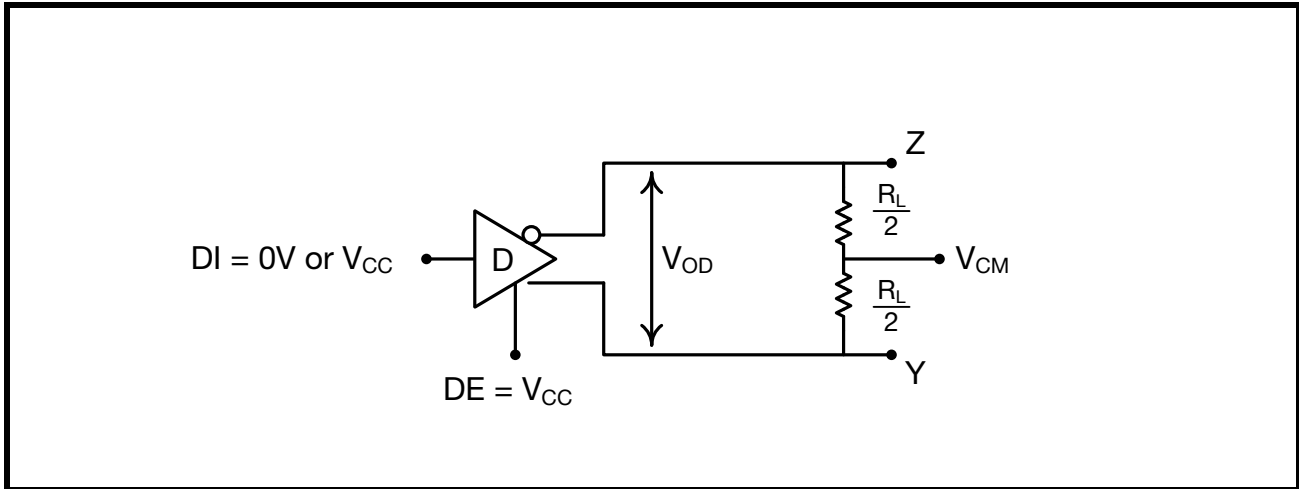 Z
R_L
2
DI = 0V or V_CC
D
V_OD
V_CM
R_L
2
Y
DE = V_CC